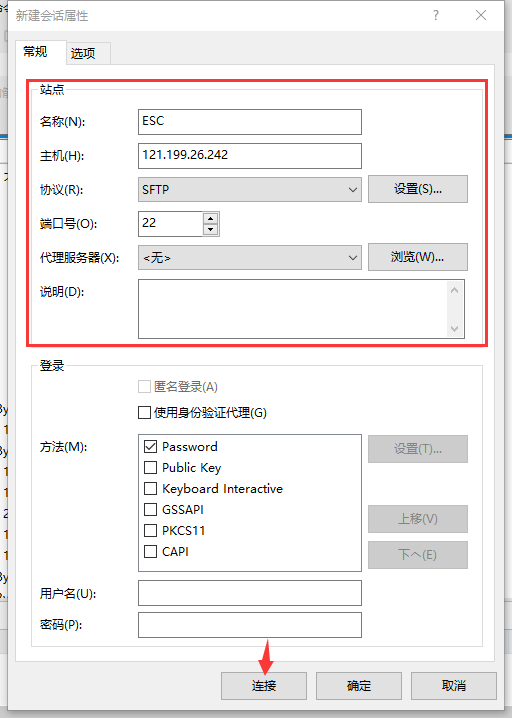 新建会话属性
常规 选项
站点
名称(N): ESC
主机(H): 121.199.26.242
协议(R): SFTP 设置(S)...
端口号(O): 22
代理服务器(X): <无> 浏览(W)...
说明(D):
登录
匿名登录(A)
使用身份验证代理(G)
方法(M): Password 设置(T)...
Public Key
Keyboard Interactive
GSSAPI
PKCS11 上移(V)
CAPI 下へ(E)
用户名(U):
密码(P):
连接 确定 取消